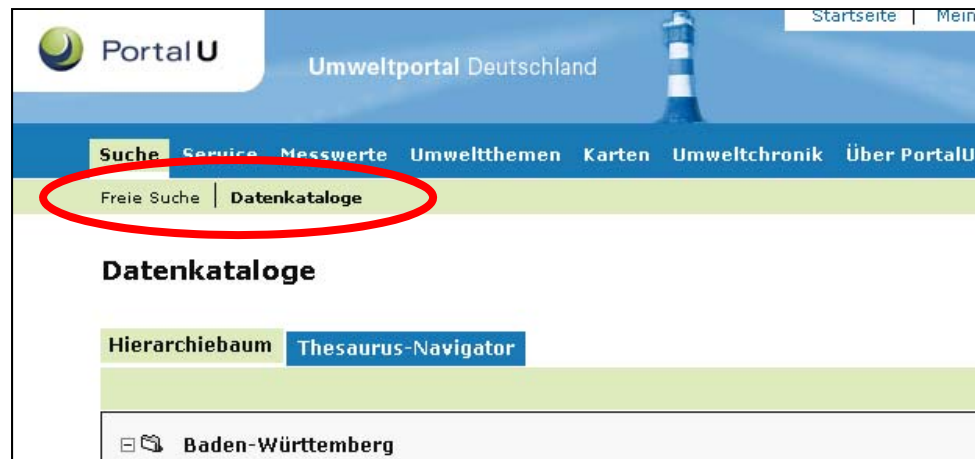 Startseite | Mein
Portal U
Umweltportal Deutschland
Suche Service Messwerte Umweltthemen Karten Umweltchronik Über PortalU
Freie Suche | Datenkataloge
Datenkataloge
Hierarchiebaum Thesaurus-Navigator
Baden-Württemberg